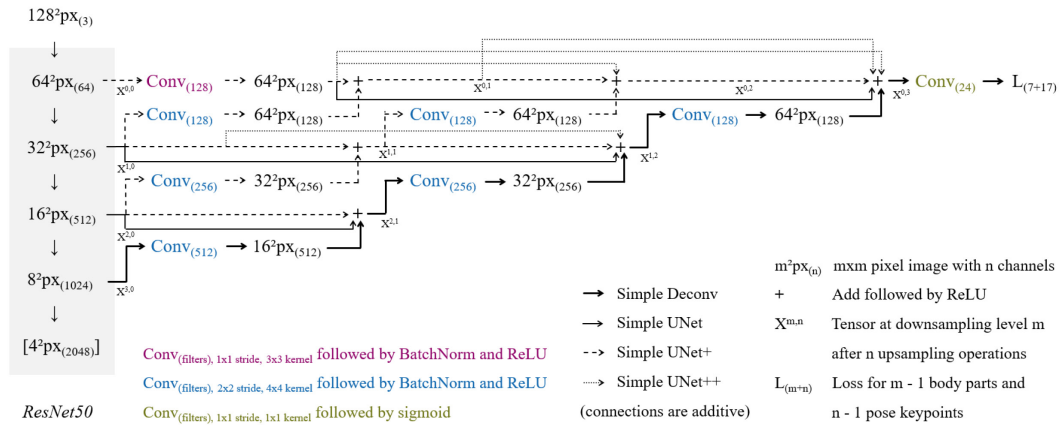 128²px(3)
64²px(64) X0,0 Conv(128) 64²px(128) + X0,1 + X0,2 + X0,3 Conv(24) L(7+17)
Conv(128) 64²px(128) Conv(128) 64²px(128) Conv(128) 64²px(128)
32²px(256) X1,0 + X1,1 + X1,2
Conv(256) 32²px(256) Conv(256) 32²px(256)
16²px(512) X2,0 + X2,1
Conv(512) 16²px(512)
8²px(1024) X3,0
[4²px(2048)]
ResNet50
Conv(filters), 1x1 stride, 3x3 kernel followed by BatchNorm and ReLU
Conv(filters), 2x2 stride, 4x4 kernel followed by BatchNorm and ReLU
Conv(filters), 1x1 stride, 1x1 kernel followed by sigmoid
Simple Deconv
Simple UNet
Simple UNet+
Simple UNet++
(connections are additive)
m²px(n) mxm pixel image with n channels
+ Add followed by ReLU
Xm,n Tensor at downsampling level m
after n upsampling operations
L(m+n) Loss for m - 1 body parts and
n - 1 pose keypoints